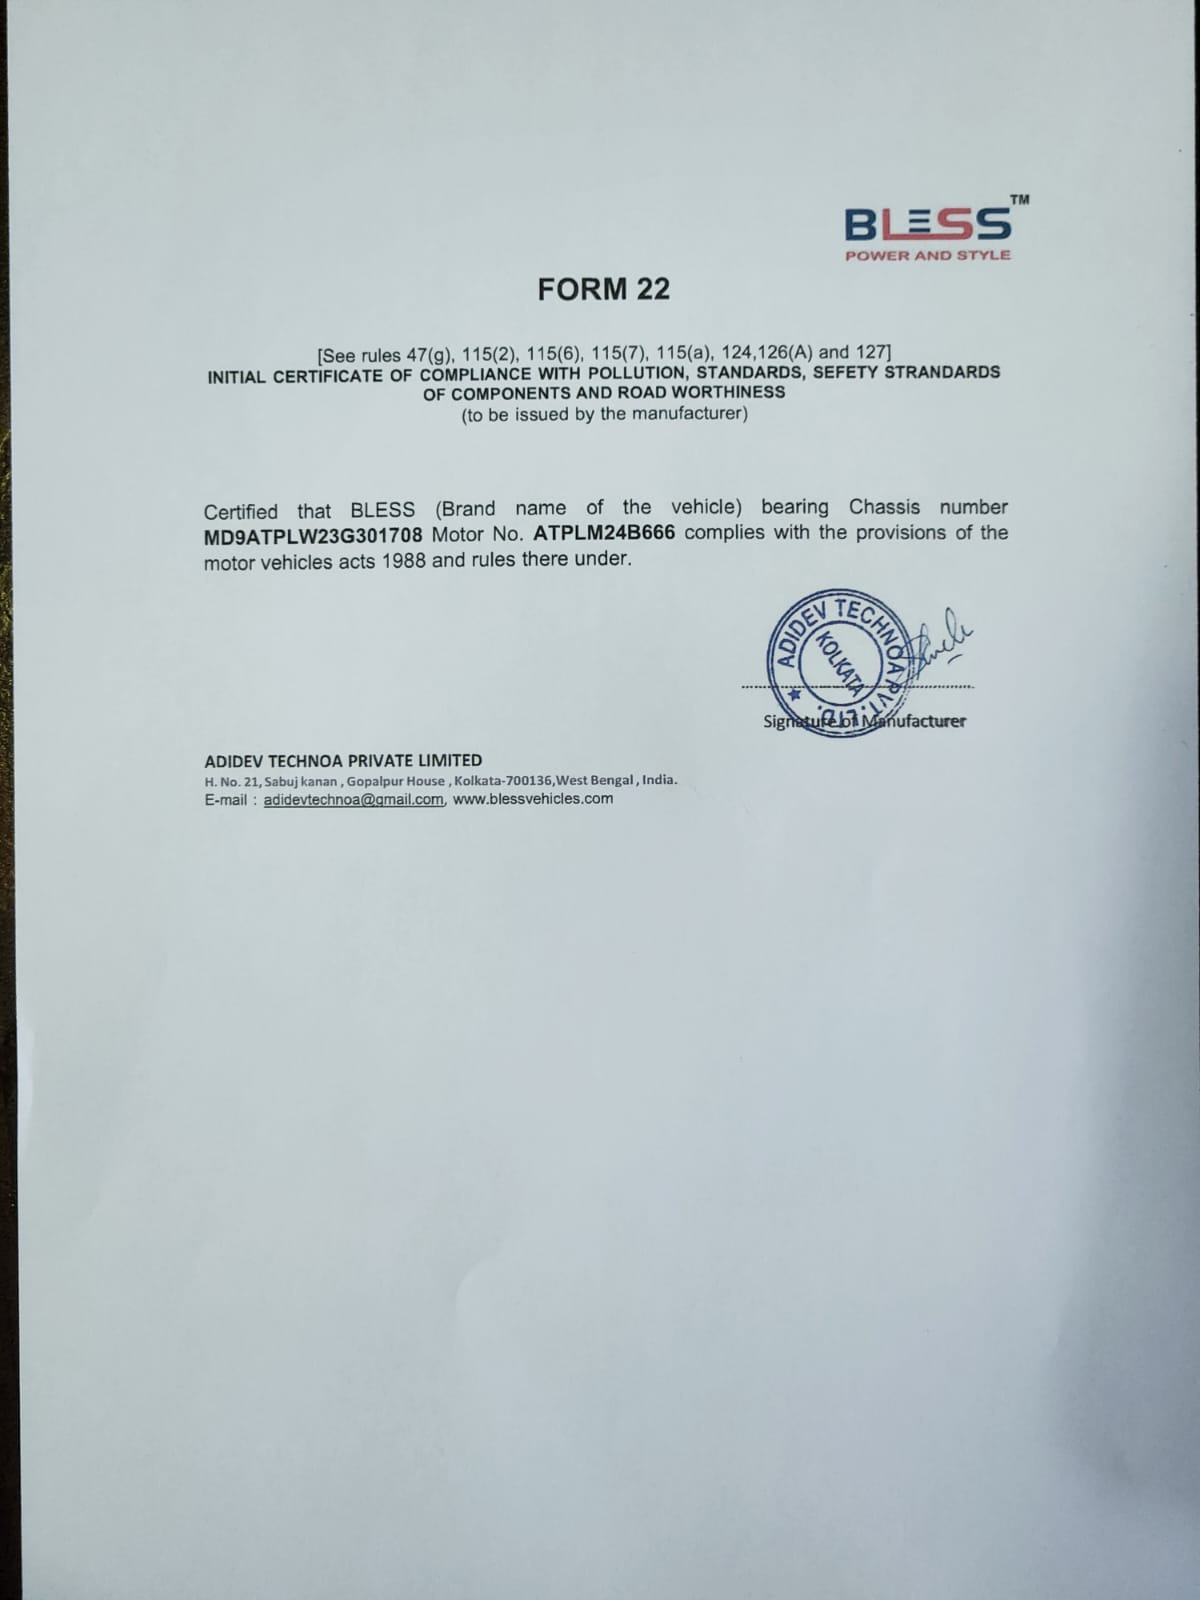 BLESS™
POWER AND STYLE
FORM 22
[See rules 47(g), 115(2), 115(6), 115(7), 115(a), 124,126(A) and 127]
INITIAL CERTIFICATE OF COMPLIANCE WITH POLLUTION, STANDARDS, SEFETY STRANDARDS
OF COMPONENTS AND ROAD WORTHINESS
(to be issued by the manufacturer)
Certified that BLESS (Brand name of the vehicle) bearing Chassis number
MD9ATPLW23G301708 Motor No. ATPLM24B666 complies with the provisions of the
motor vehicles acts 1988 and rules there under.
ADIDEV TECHNOA PVT. LTD.
KOLKATA
Signature of Manufacturer
ADIDEV TECHNOA PRIVATE LIMITED
H. No. 21, Sabuj kanan , Gopalpur House , Kolkata-700136,West Bengal , India.
E-mail : adidevtechnoa@gmail.com, www.blessvehicles.com